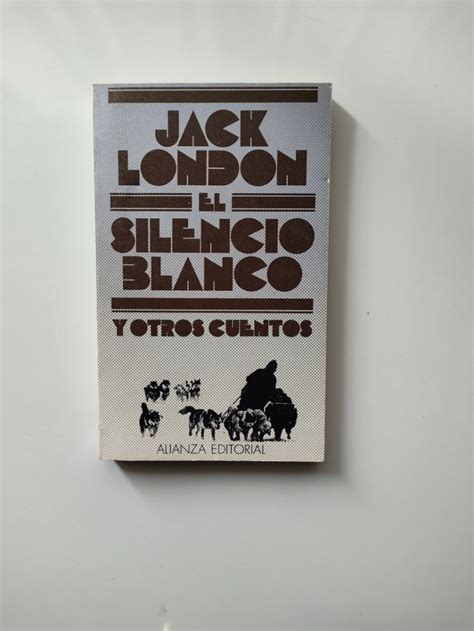 JACK
LONDON
EL
SILENCIO
BLANCO
Y OTROS CUENTOS
ALIANZA EDITORIAL